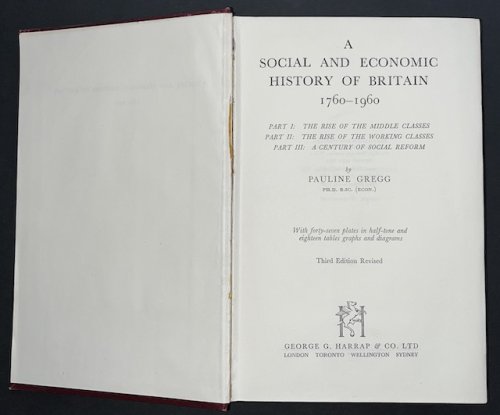 A
SOCIAL AND ECONOMIC
HISTORY OF BRITAIN
1760–1960
PART I: THE RISE OF THE MIDDLE CLASSES
PART II: THE RISE OF THE WORKING CLASSES
PART III: A CENTURY OF SOCIAL REFORM
by
PAULINE GREGG
PH.D. B.SC. (ECON.)
With forty-seven plates in half-tone and
eighteen tables graphs and diagrams
Third Edition Revised
GEORGE G. HARRAP & CO. LTD
LONDON TORONTO WELLINGTON SYDNEY